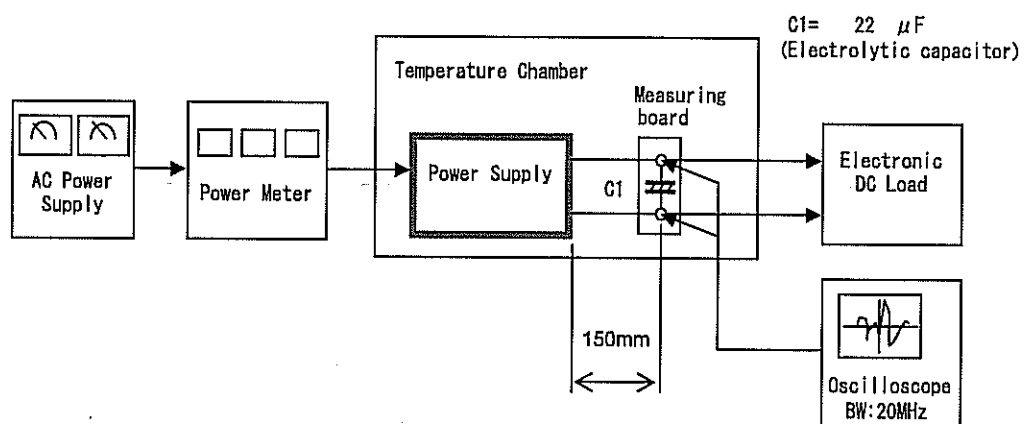 C1= 22 μF
(Electrolytic capacitor)
Temperature Chamber
Measuring
board
AC Power
Supply
Power Meter
Power Supply
C1
Electronic
DC Load
150mm
Oscilloscope
BW:20MHz